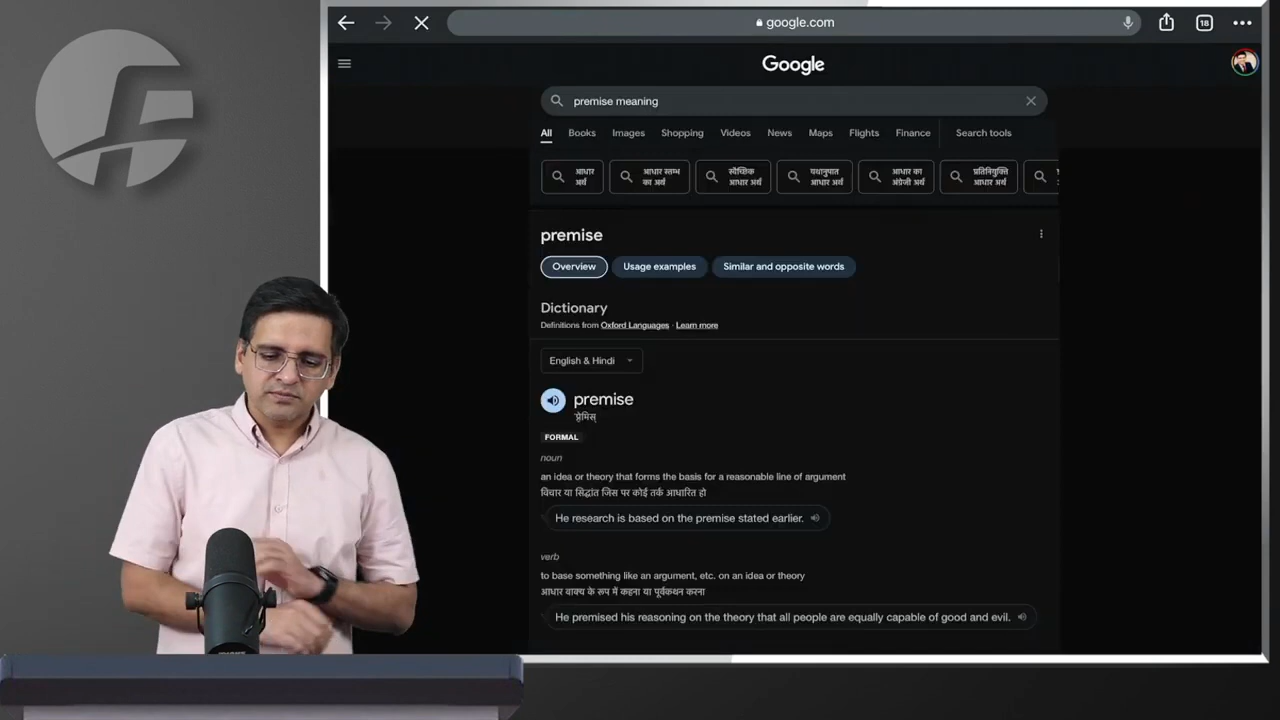 google.com
18
Google
premise meaning
All Books Images Shopping Videos News Maps Flights Finance Search tools
आधार अर्थ
आधार स्तम्भ का अर्थ
स्वैच्छिक आधार अर्थ
यथानुपात आधार अर्थ
आधार का अंग्रेजी अर्थ
प्रतिनियुक्ति आधार अर्थ
premise
Overview Usage examples Similar and opposite words
Dictionary
Definitions from Oxford Languages · Learn more
English & Hindi
premise
प्रेमिस्
FORMAL
noun
an idea or theory that forms the basis for a reasonable line of argument
विचार या सिद्धांत जिस पर कोई तर्क आधारित हो
He research is based on the premise stated earlier.
verb
to base something like an argument, etc. on an idea or theory
आधार वाक्य के रूप में कहना या पूर्वकथन करना
He premised his reasoning on the theory that all people are equally capable of good and evil.